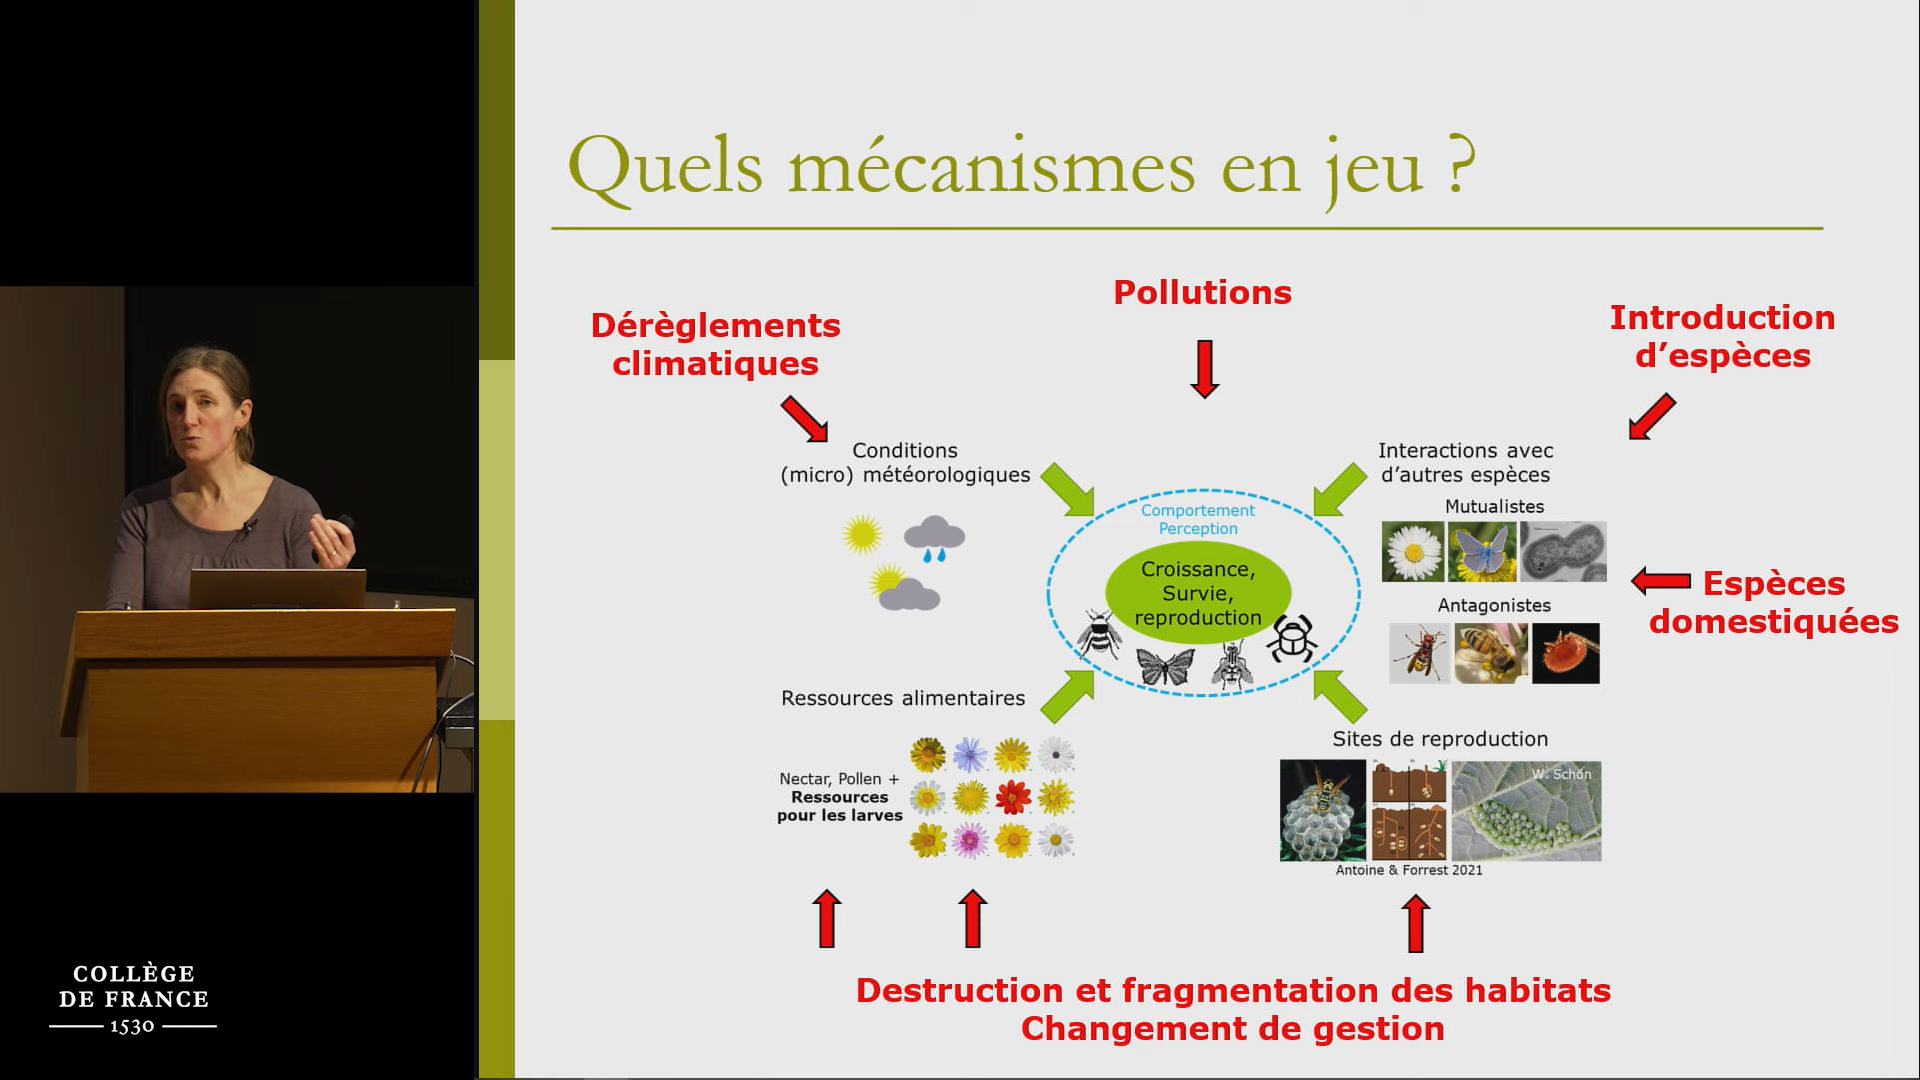 Quels mécanismes en jeu ?
Pollutions
Dérèglements
climatiques
Introduction
d’espèces
Conditions
(micro) météorologiques
Interactions avec
d’autres espèces
Mutualistes
Comportement
Perception
Croissance,
Survie,
reproduction
Antagonistes
Espèces
domestiquées
Ressources alimentaires
Nectar, Pollen +
Ressources
pour les larves
Sites de reproduction
W. Schön
Antoine & Forrest 2021
Destruction et fragmentation des habitats
Changement de gestion
COLLÈGE
DE FRANCE
1530